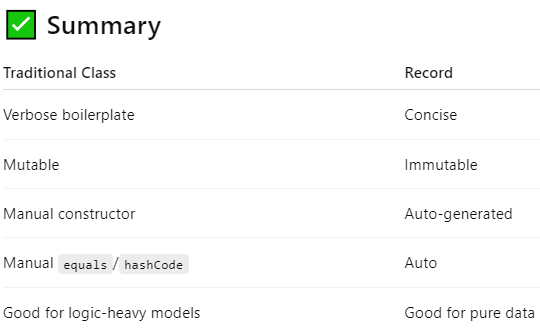 ✅ Summary
Traditional Class Record
Verbose boilerplate Concise
Mutable Immutable
Manual constructor Auto-generated
Manual equals/hashCode Auto
Good for logic-heavy models Good for pure data